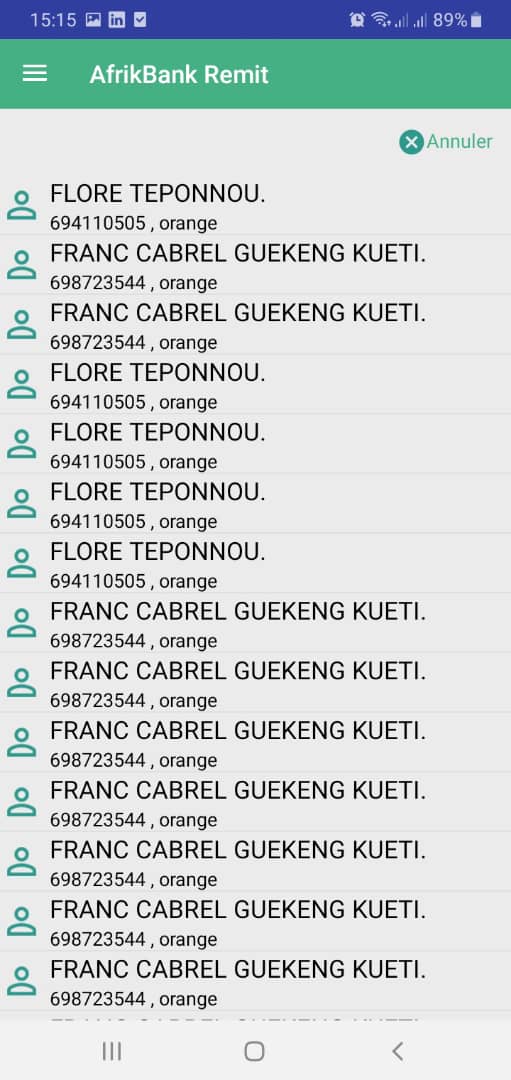 15:15
89%
AfrikBank Remit
Annuler
FLORE TEPONNOU.
694110505 , orange
FRANC CABREL GUEKENG KUETI.
698723544 , orange
FRANC CABREL GUEKENG KUETI.
698723544 , orange
FLORE TEPONNOU.
694110505 , orange
FLORE TEPONNOU.
694110505 , orange
FLORE TEPONNOU.
694110505 , orange
FLORE TEPONNOU.
694110505 , orange
FRANC CABREL GUEKENG KUETI.
698723544 , orange
FRANC CABREL GUEKENG KUETI.
698723544 , orange
FRANC CABREL GUEKENG KUETI.
698723544 , orange
FRANC CABREL GUEKENG KUETI.
698723544 , orange
FRANC CABREL GUEKENG KUETI.
698723544 , orange
FRANC CABREL GUEKENG KUETI.
698723544 , orange
FRANC CABREL GUEKENG KUETI.
698723544 , orange